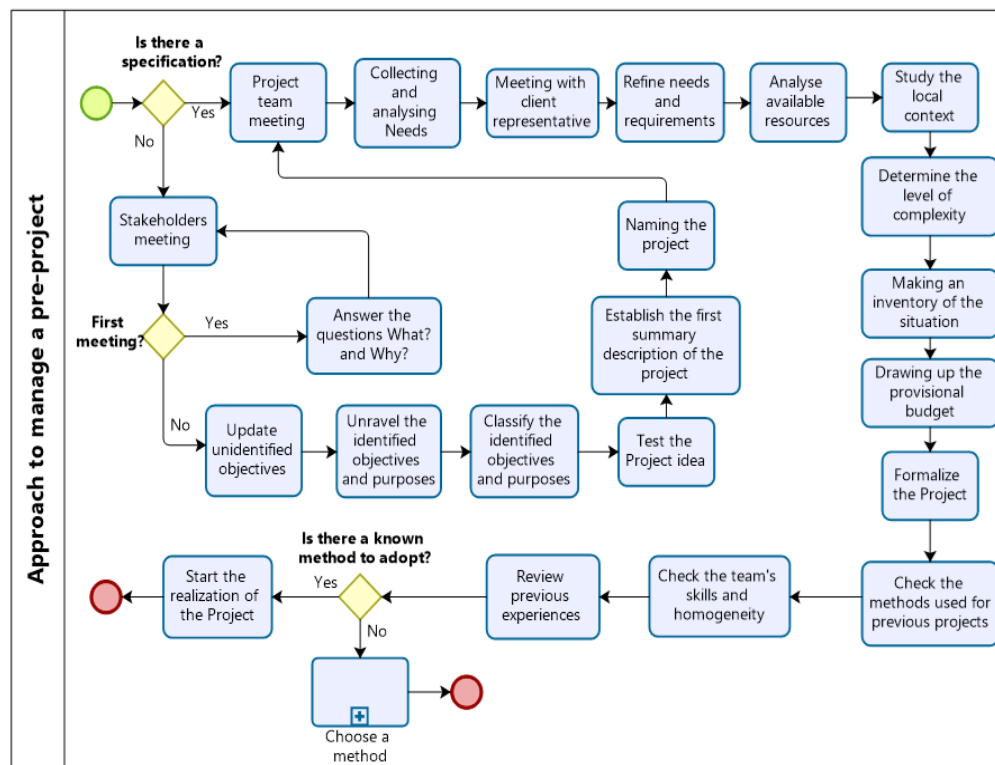 Approach to manage a pre-project
Is there a
specification?
Yes
No
Project
team
meeting
Collecting
and
analysing
Needs
Meeting with
client
representative
Refine needs
and
requirements
Analyse
available
resources
Study the
local
context
Determine the
level of
complexity
Making an
inventory of the
situation
Drawing up the
provisional
budget
Formalize
the Project
Check the
methods used for
previous projects
Stakeholders
meeting
First
meeting?
Yes
No
Answer the
questions What?
and Why?
Update
unidentified
objectives
Unravel the
identified
objectives
and purposes
Classify the
identified
objectives
and purposes
Test the
Project idea
Establish the first
summary
description of the
project
Naming the
project
Check the team's
skills and
homogeneity
Review
previous
experiences
Is there a known
method to adopt?
Yes
No
Start the
realization of
the Project
Choose a
method